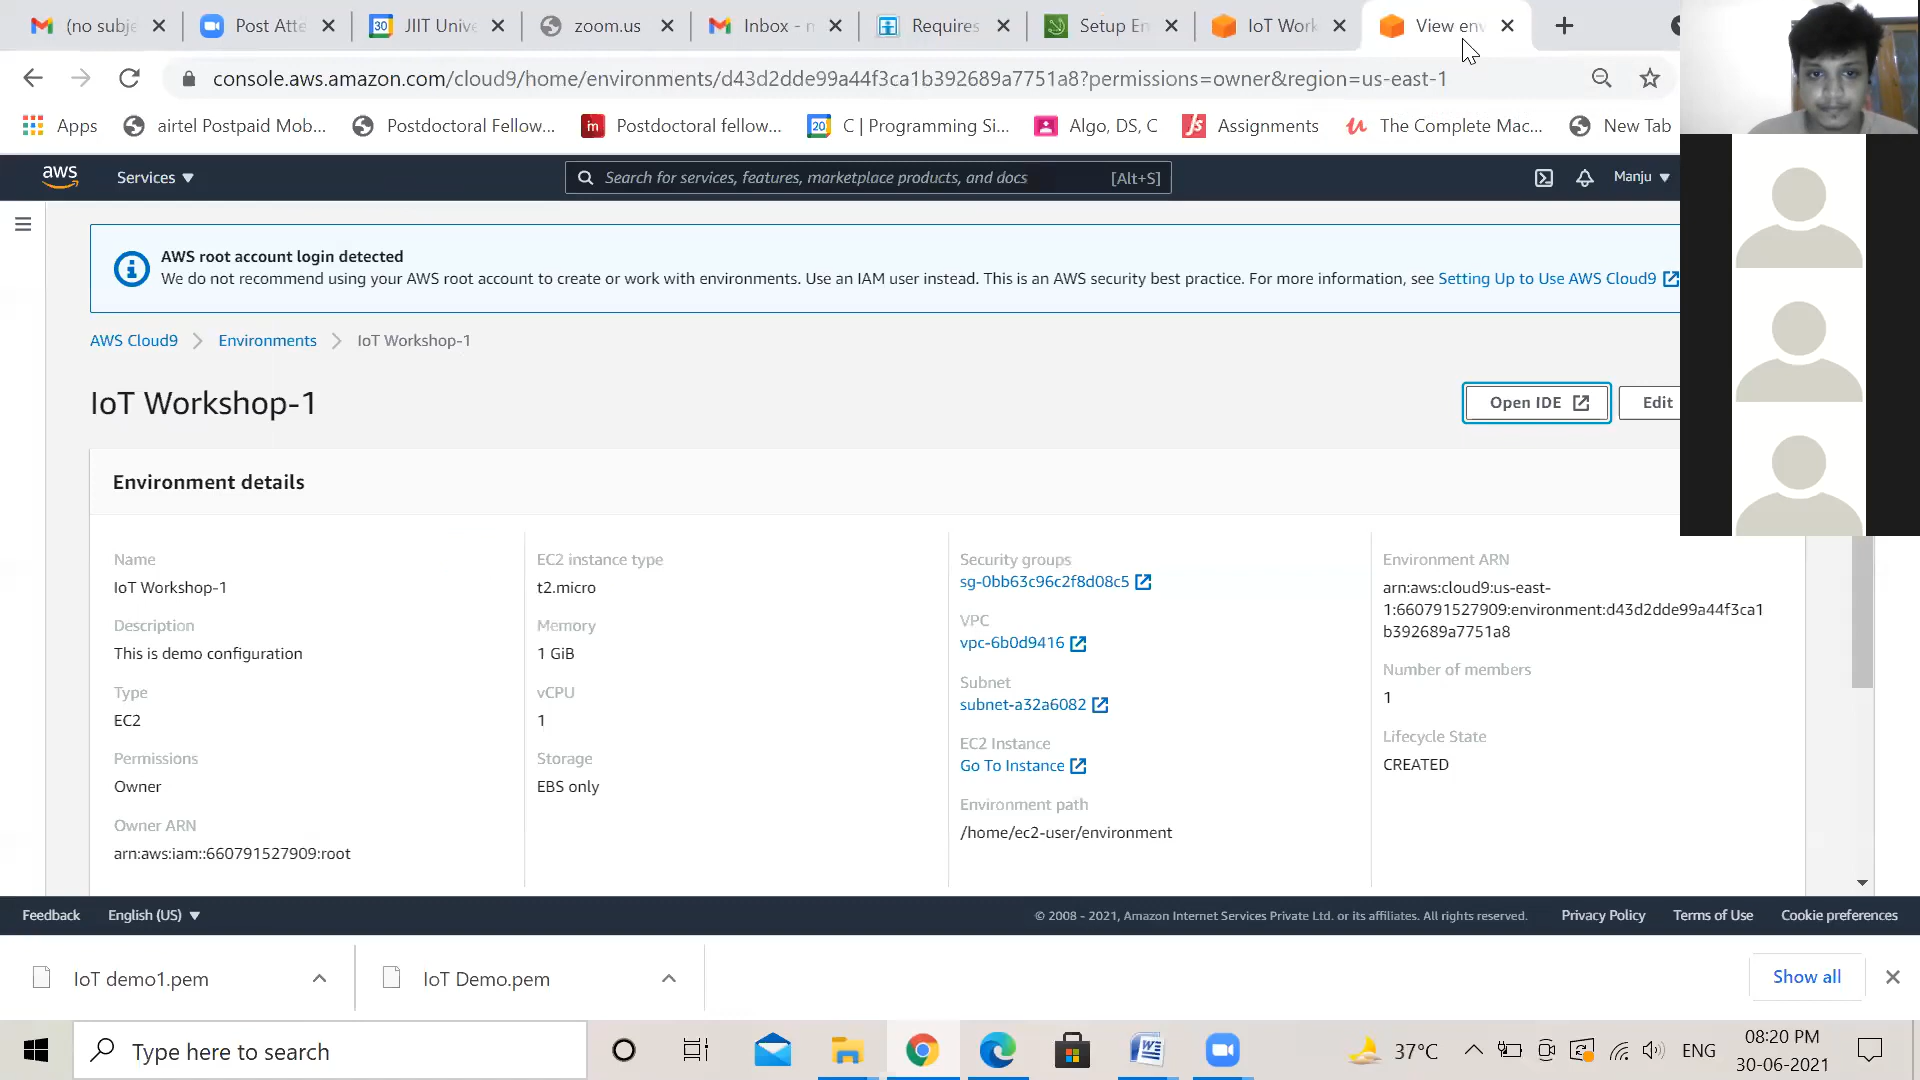 (no subje
Post Atte
30
JIIT Unive
zoom.us
Inbox - m
Requires
Setup En
IoT Work
View env
console.aws.amazon.com/cloud9/home/environments/d43d2dde99a44f3ca1b392689a7751a8?permissions=owner&region=us-east-1
Apps
airtel Postpaid Mob...
Postdoctoral Fellow...
m
Postdoctoral fellow...
20
C | Programming Si...
Algo, DS, C
Assignments
The Complete Mac...
New Tab
aws
Services
Search for services, features, marketplace products, and docs
[Alt+S]
Manju
AWS root account login detected
We do not recommend using your AWS root account to create or work with environments. Use an IAM user instead. This is an AWS security best practice. For more information, see Setting Up to Use AWS Cloud9
AWS Cloud9
Environments
IoT Workshop-1
IoT Workshop-1
Open IDE
Edit
Environment details
Name
IoT Workshop-1
Description
This is demo configuration
Type
EC2
Permissions
Owner
Owner ARN
arn:aws:iam::660791527909:root
EC2 instance type
t2.micro
Memory
1 GiB
vCPU
1
Storage
EBS only
Security groups
sg-0bb63c96c2f8d08c5
VPC
vpc-6b0d9416
Subnet
subnet-a32a6082
EC2 Instance
Go To Instance
Environment path
/home/ec2-user/environment
Environment ARN
arn:aws:cloud9:us-east-
1:660791527909:environment:d43d2dde99a44f3ca1
b392689a7751a8
Number of members
1
Lifecycle State
CREATED
Feedback
English (US)
© 2008 - 2021, Amazon Internet Services Private Ltd. or its affiliates. All rights reserved.
Privacy Policy
Terms of Use
Cookie preferences
IoT demo1.pem
IoT Demo.pem
Show all
Type here to search
37°C
ENG
08:20 PM
30-06-2021